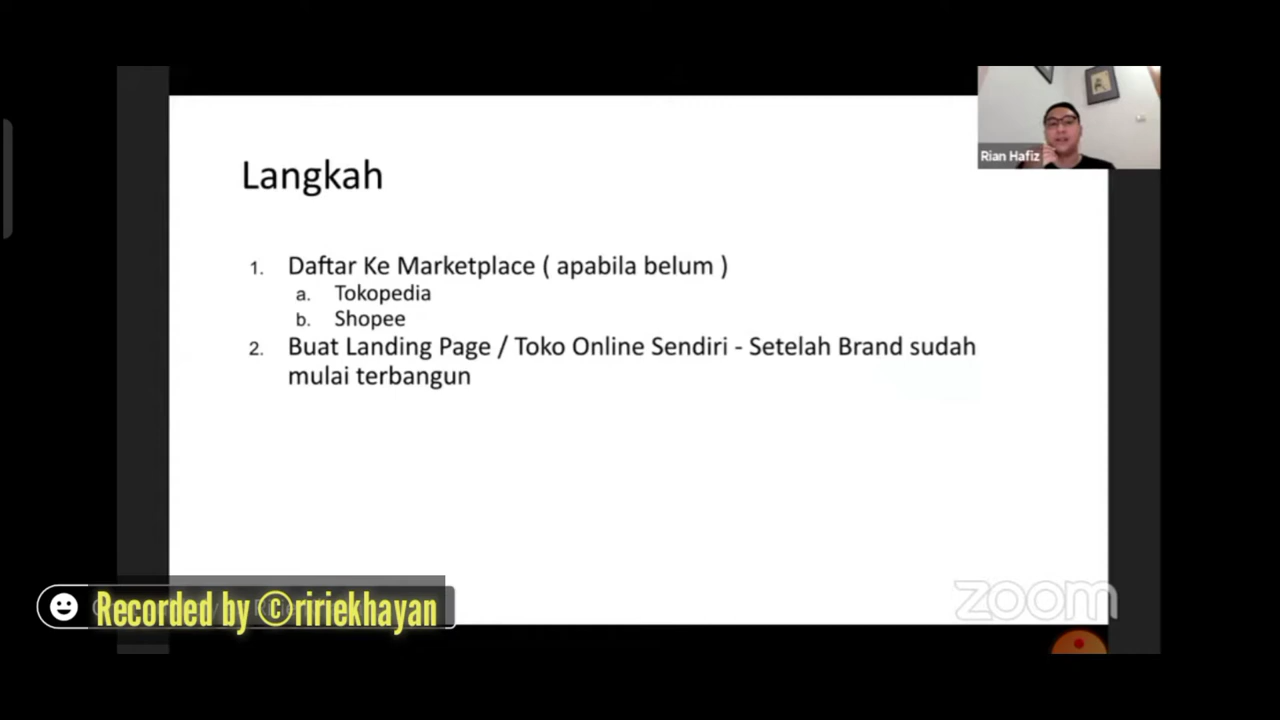 Rian Hafiz
Langkah
1. Daftar Ke Marketplace ( apabila belum )
a. Tokopedia
b. Shopee
2. Buat Landing Page / Toko Online Sendiri - Setelah Brand sudah
mulai terbangun
Recorded by ©ririekhayan
zoom